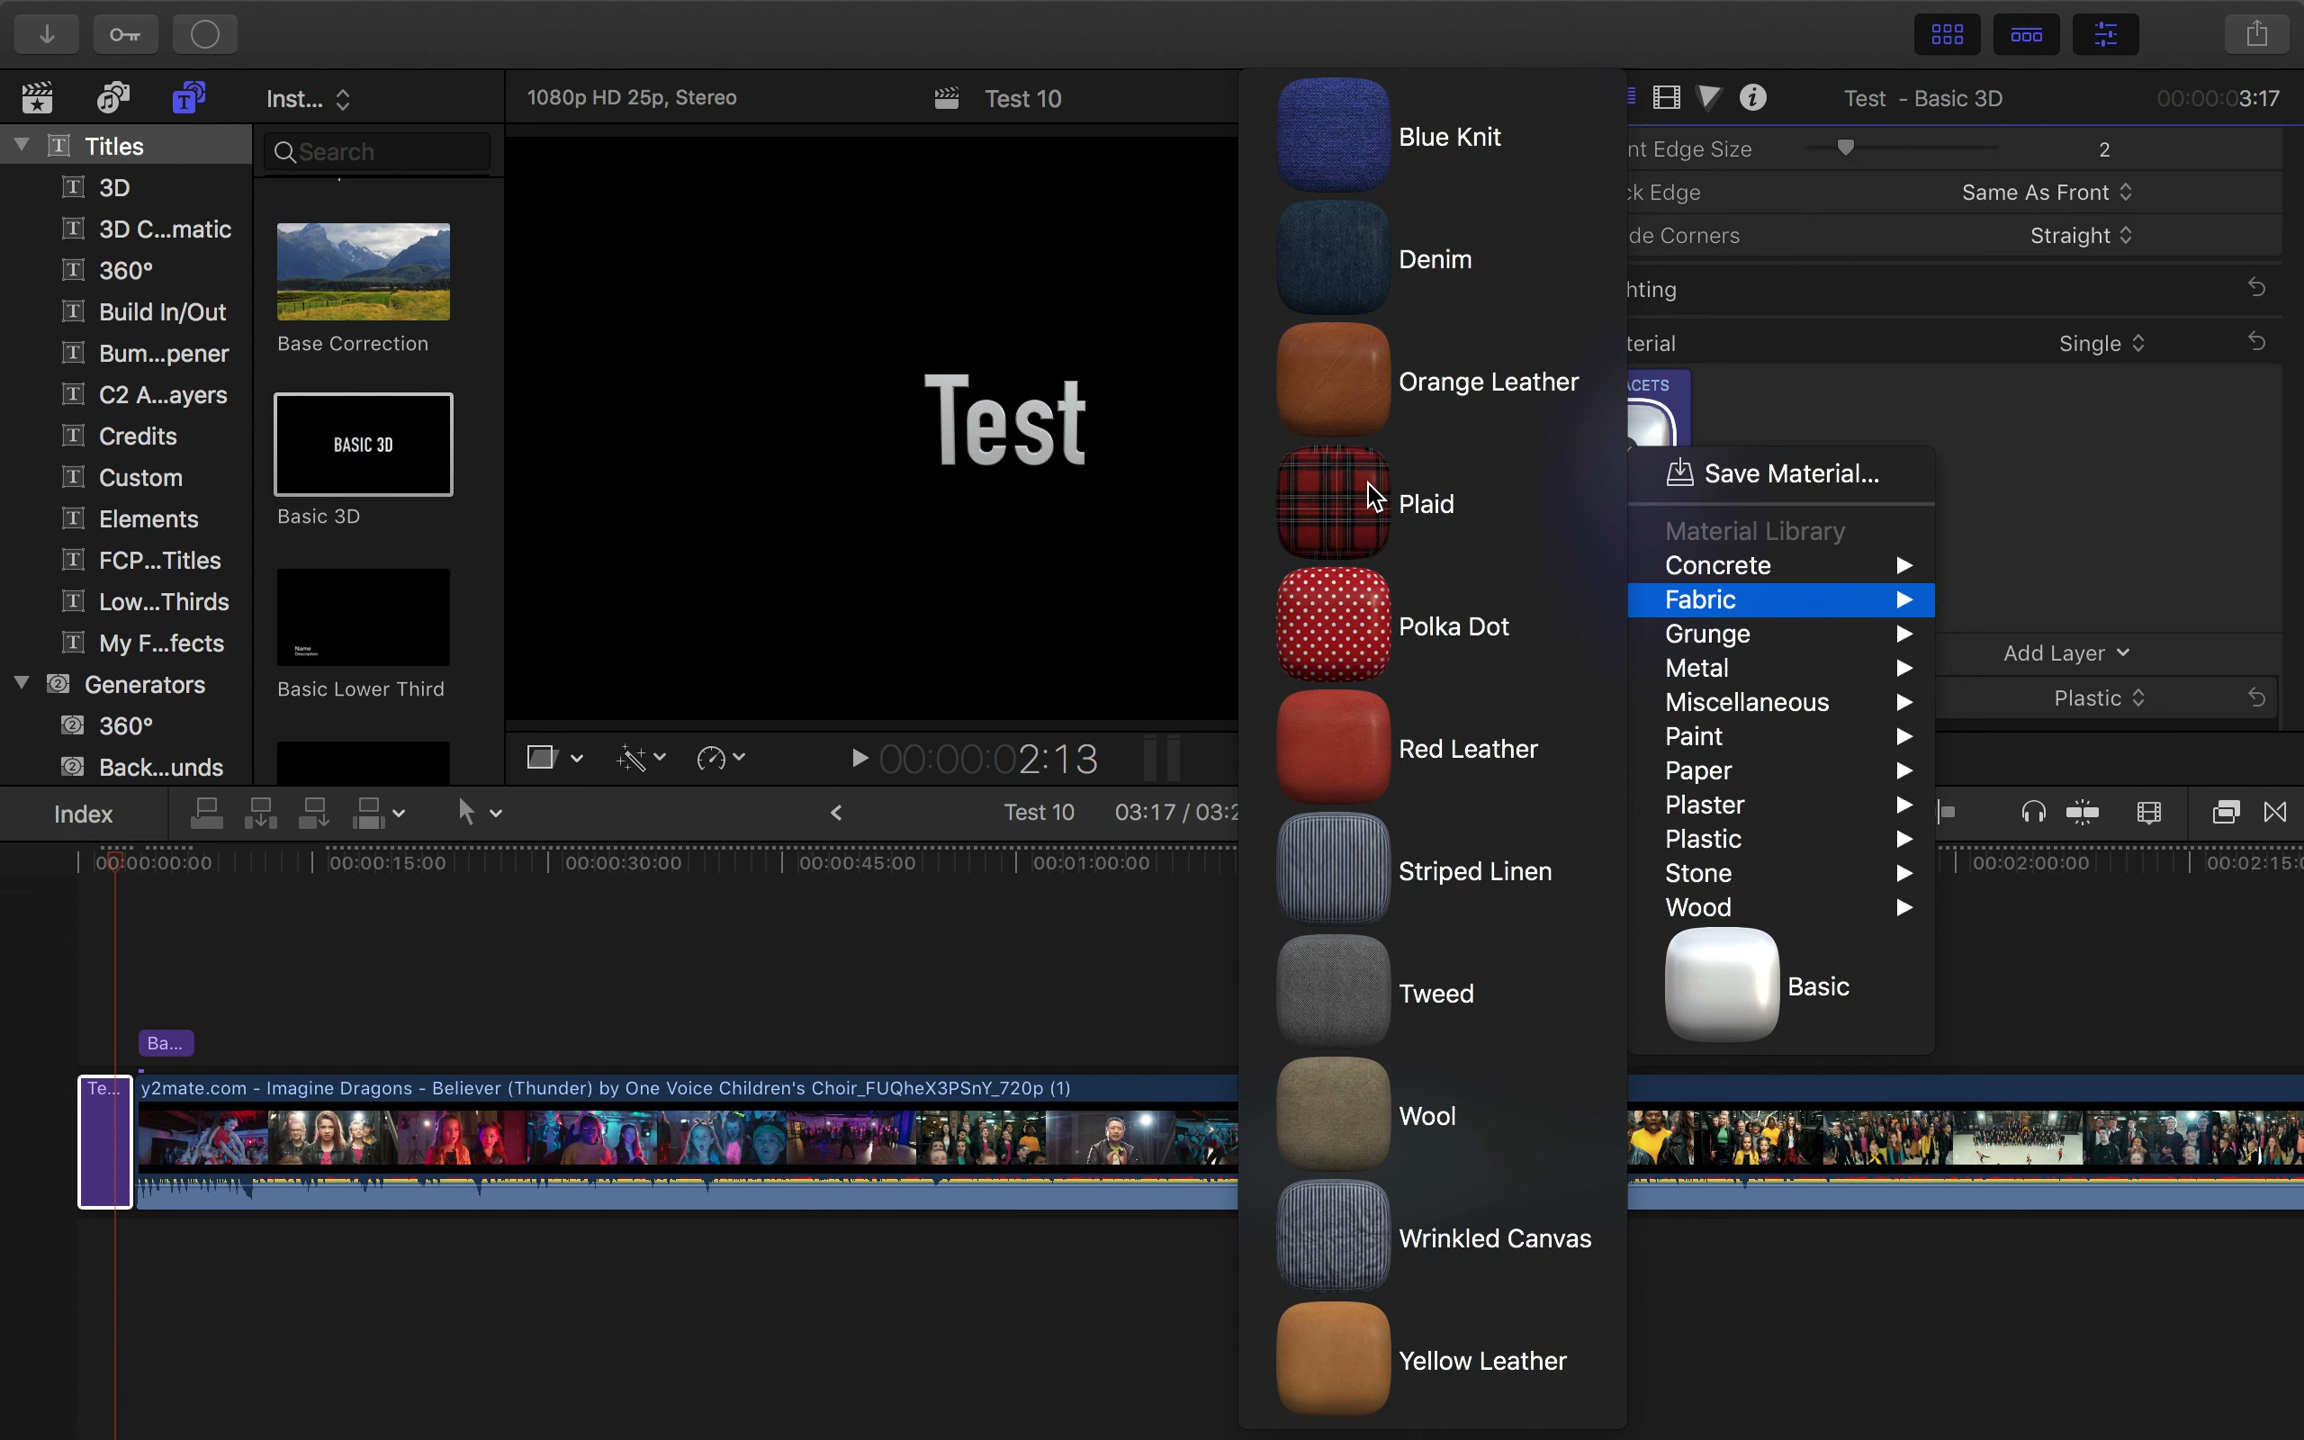 Inst...
1080p HD 25p, Stereo
Test 10
Test - Basic 3D
00:00:03:17
Titles
3D
3D C...matic
360°
Build In/Out
Bum...pener
C2 A...ayers
Credits
Custom
Elements
FCP...Titles
Low...Thirds
My F...fects
Generators
360°
Back...unds
Search
Base Correction
BASIC 3D
Basic 3D
Name
Description
Basic Lower Third
Test
00:00:02:13
Blue Knit
Denim
Orange Leather
Plaid
Polka Dot
Red Leather
Striped Linen
Tweed
Wool
Wrinkled Canvas
Yellow Leather
nt Edge Size
2
ck Edge
Same As Front
de Corners
Straight
hting
terial
Single
ACETS
Save Material...
Material Library
Concrete
Fabric
Grunge
Metal
Miscellaneous
Paint
Paper
Plaster
Plastic
Stone
Wood
Basic
Add Layer
Plastic
Index
Test 10
03:17 / 03:2
00:00:00:00
00:00:15:00
00:00:30:00
00:00:45:00
00:01:00:00
00:02:00:00
00:02:15:0
Ba...
Te...
y2mate.com - Imagine Dragons - Believer (Thunder) by One Voice Children's Choir_FUQheX3PSnY_720p (1)